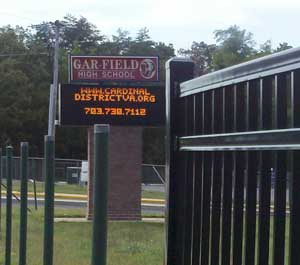 GAR-FIELD
HIGH SCHOOL
WWW.CARDINAL
DISTRICTVA.ORG
703.730.7112